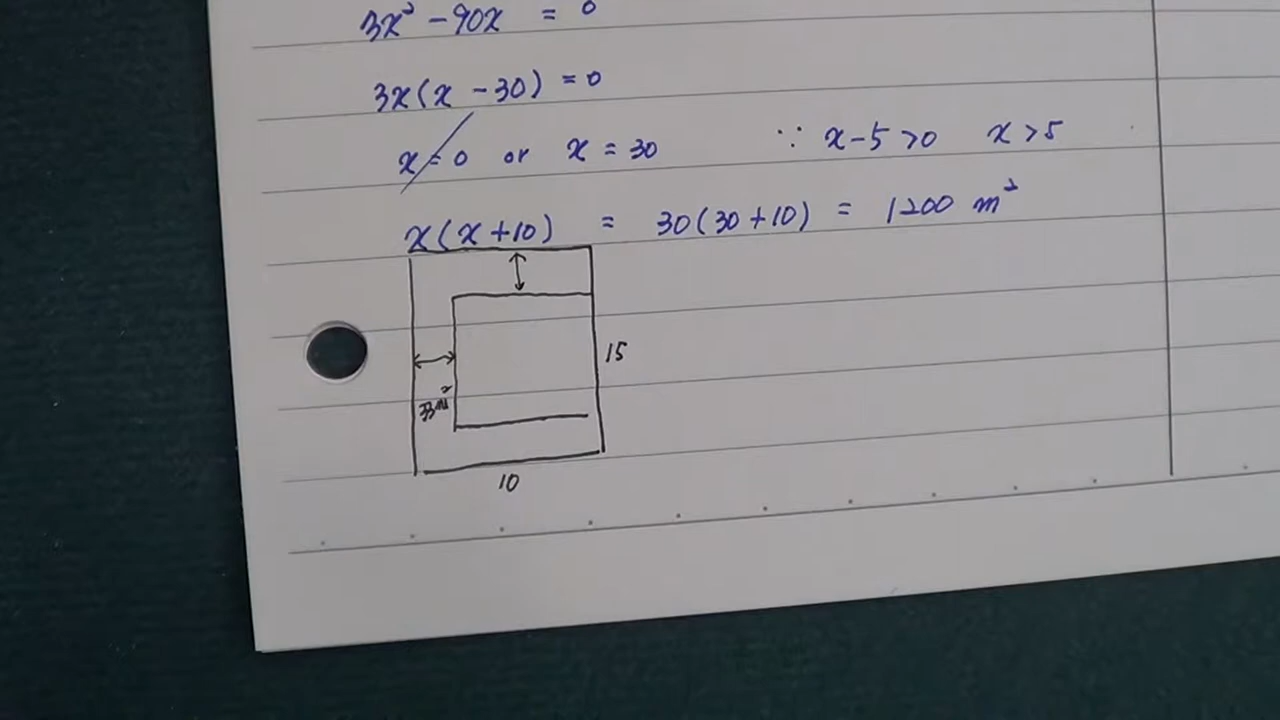 3x² - 90x = 0
3x(x - 30) = 0
x = 0 or x = 30 ∵ x - 5 > 0 x > 5
x(x + 10) = 30(30 + 10) = 1200 m²
15
33m²
10